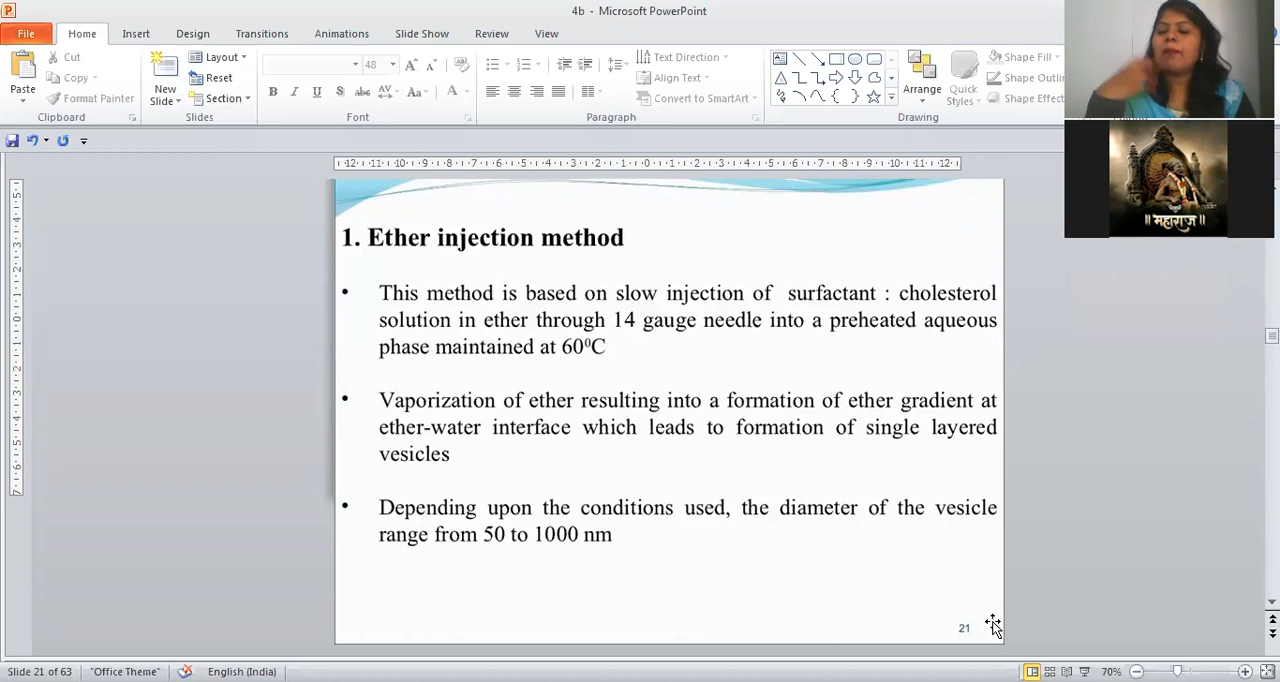 4b - Microsoft PowerPoint
File Home Insert Design Transitions Animations Slide Show Review View
Cut
Copy
Format Painter
Paste
Clipboard
New Slide
Layout
Reset
Section
Slides
48
B I U S abc AV Aa A
Font
Text Direction
Align Text
Convert to SmartArt
Paragraph
Arrange
Quick Styles
Shape Fill
Shape Outli
Shape Effect
Drawing
॥ महाराज ॥
1. Ether injection method
• This method is based on slow injection of surfactant : cholesterol
solution in ether through 14 gauge needle into a preheated aqueous
phase maintained at 60⁰C
• Vaporization of ether resulting into a formation of ether gradient at
ether-water interface which leads to formation of single layered
vesicles
• Depending upon the conditions used, the diameter of the vesicle
range from 50 to 1000 nm
21
Slide 21 of 63 "Office Theme" English (India) 70%